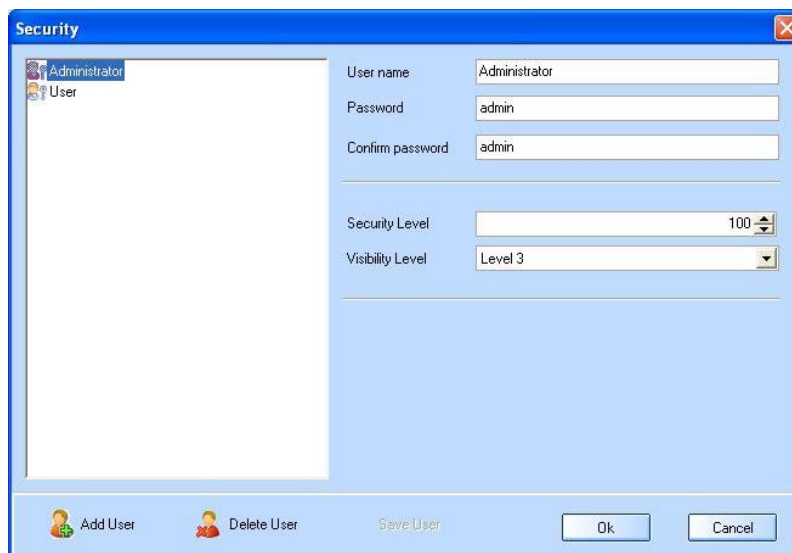 Security
Administrator
User
User name Administrator
Password admin
Confirm password admin
Security Level 100
Visibility Level Level 3
Add User Delete User Save User Ok Cancel